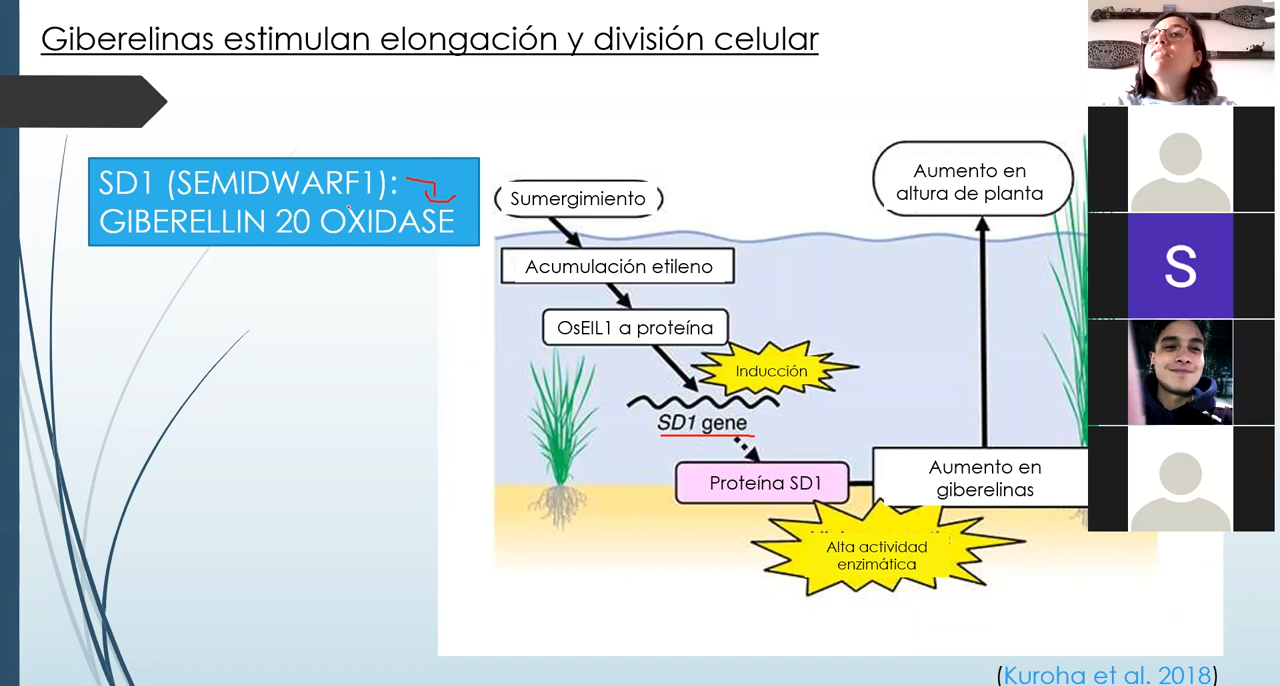 Giberelinas estimulan elongación y división celular
SD1 (SEMIDWARF1):
GIBERELLIN 20 OXIDASE
Sumergimiento
Acumulación etileno
OsEIL1 a proteína
Inducción
SD1 gene
Proteína SD1
Alta actividad
enzimática
Aumento en
giberelinas
Aumento en
altura de planta
S
(Kuroha et al. 2018)